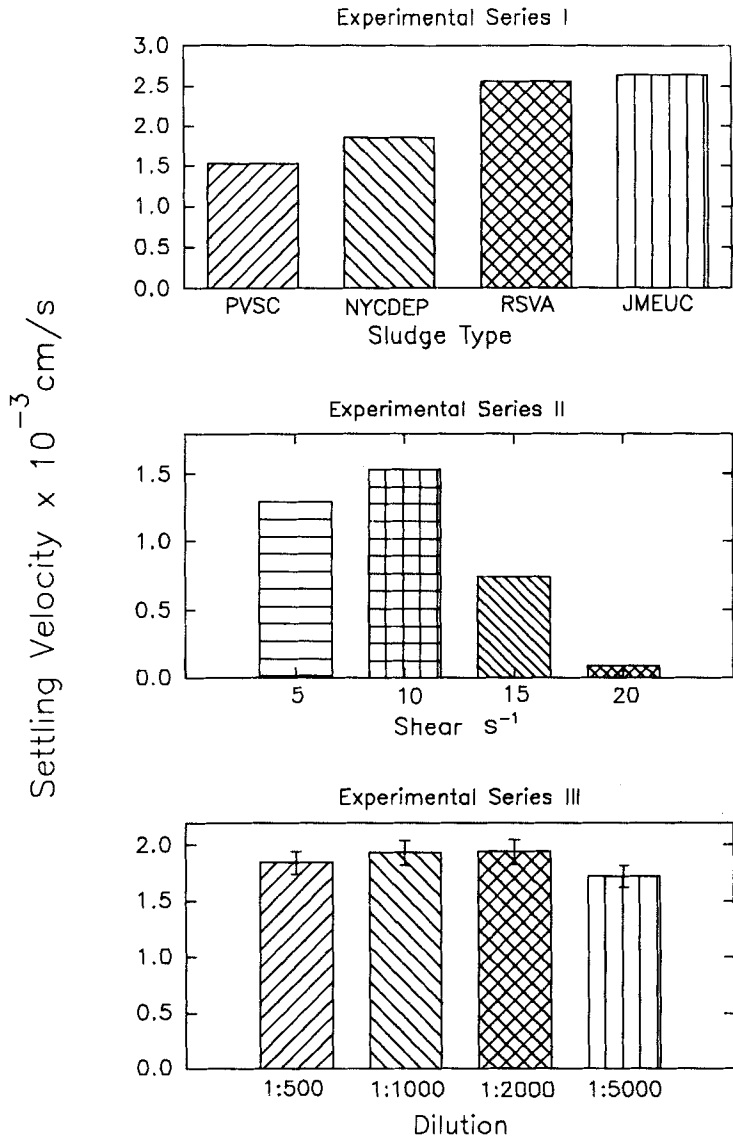 Experimental Series I
3.0
2.5
2.0
1.5
1.0
0.5
0.0
PVSC NYCDEP RSVA JMEUC
Sludge Type
Settling Velocity x 10⁻³ cm/s
Experimental Series II
1.5
1.0
0.5
0.0
5 10 15 20
Shear s⁻¹
Experimental Series III
2.0
1.5
1.0
0.5
0.0
1:500 1:1000 1:2000 1:5000
Dilution